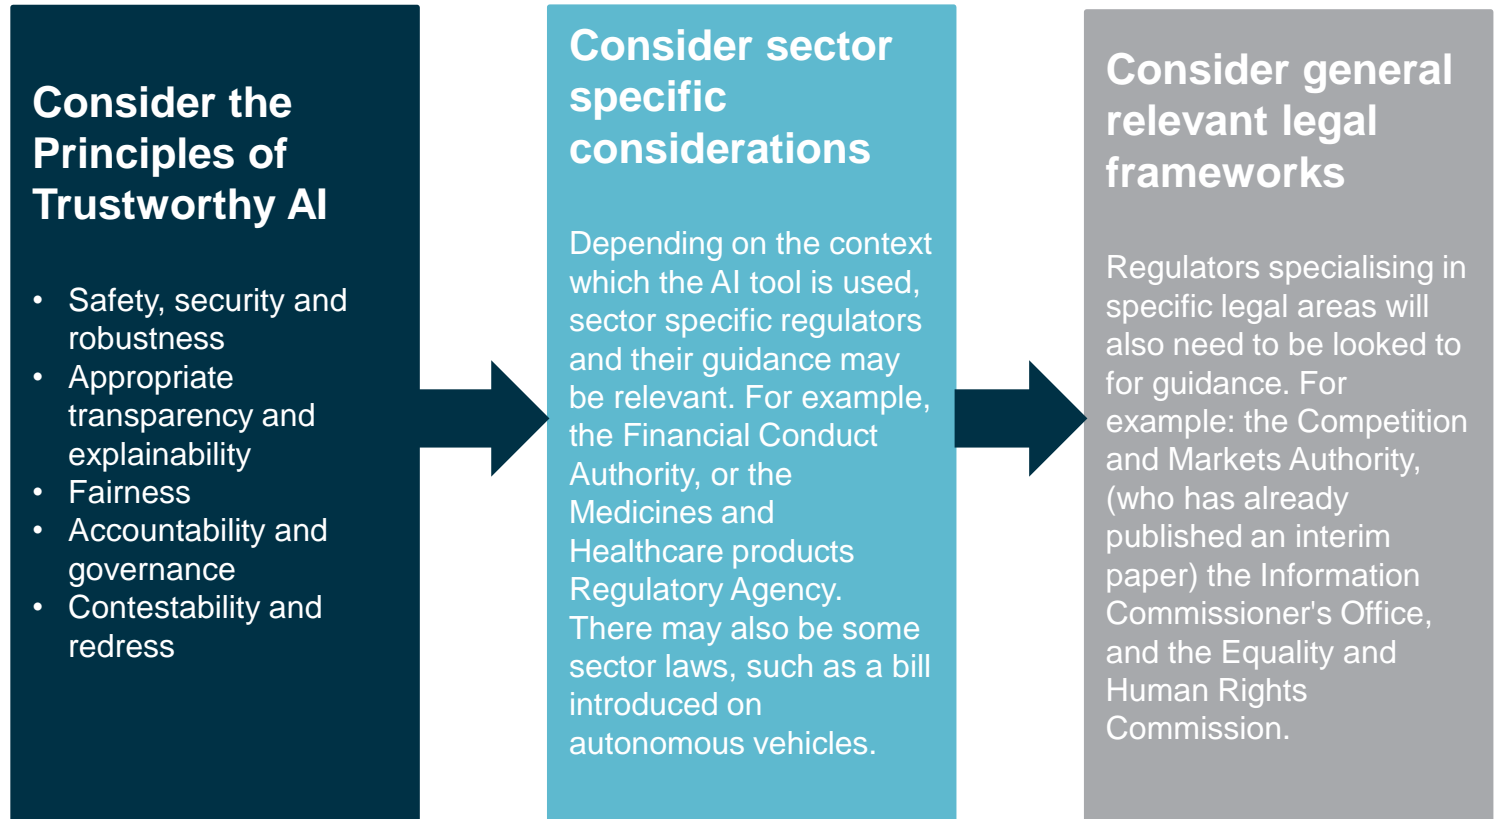 Consider the
Principles of
Trustworthy AI
• Safety, security and
robustness
• Appropriate
transparency and
explainability
• Fairness
• Accountability and
governance
• Contestability and
redress
Consider sector
specific
considerations
Depending on the context
which the AI tool is used,
sector specific regulators
and their guidance may
be relevant. For example,
the Financial Conduct
Authority, or the
Medicines and
Healthcare products
Regulatory Agency.
There may also be some
sector laws, such as a bill
introduced on
autonomous vehicles.
Consider general
relevant legal
frameworks
Regulators specialising in
specific legal areas will
also need to be looked to
for guidance. For
example: the Competition
and Markets Authority,
(who has already
published an interim
paper) the Information
Commissioner's Office,
and the Equality and
Human Rights
Commission.